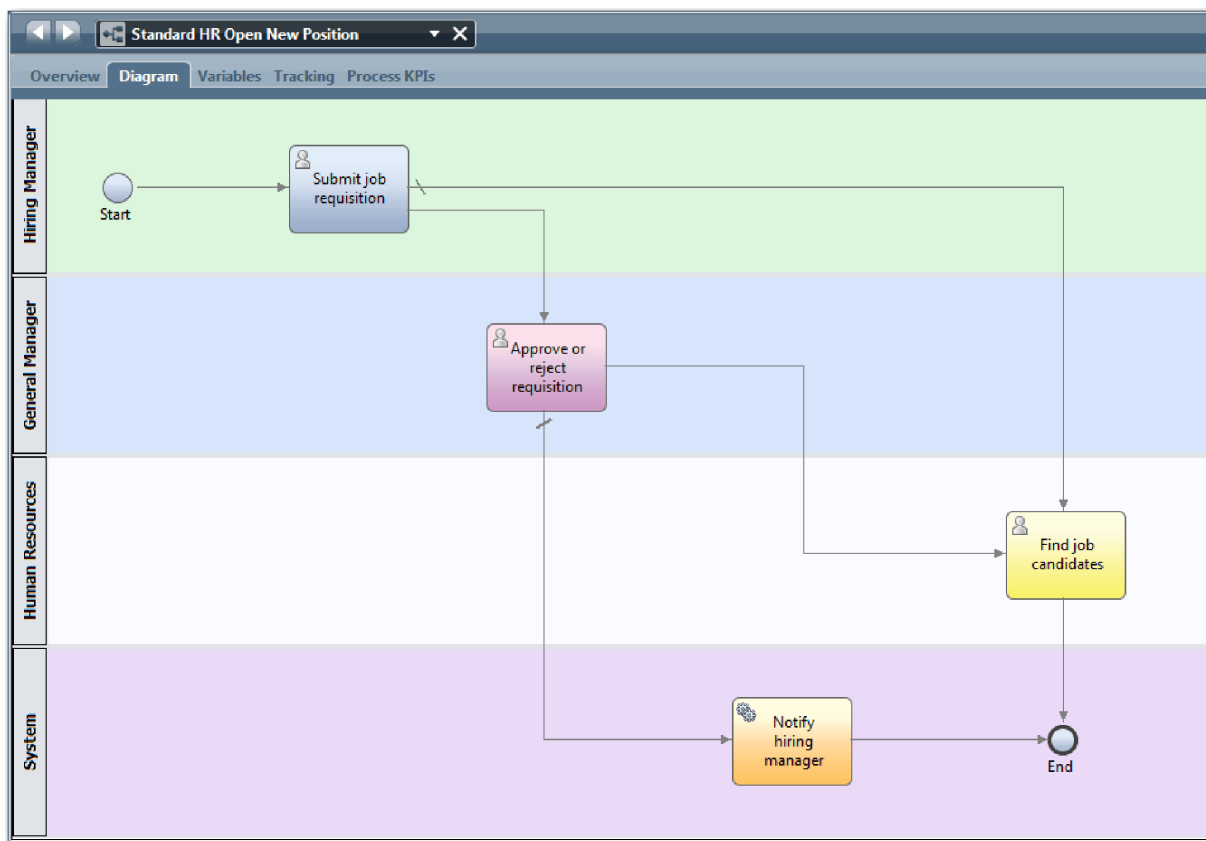 Standard HR Open New Position
Overview Diagram Variables Tracking Process KPIs
Hiring Manager
Start
Submit job
requisition
General Manager
Approve or
reject
requisition
Human Resources
Find job
candidates
System
Notify
hiring
manager
End